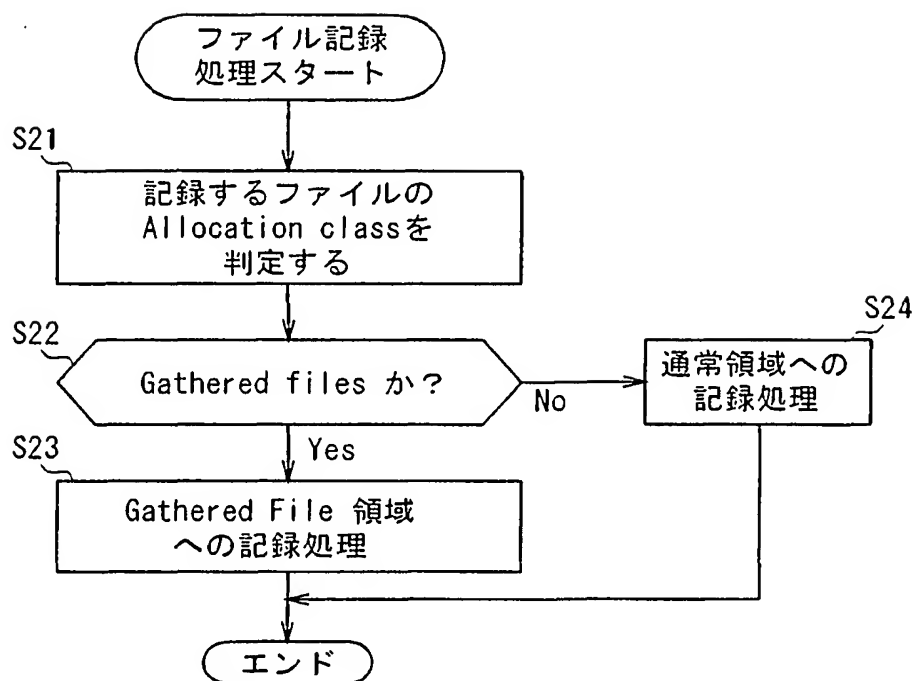 ファイル記録
処理スタート
S21
記録するファイルの
Allocation classを
判定する
S22
Gathered files か?
No
Yes
S24
通常領域への
記録処理
S23
Gathered File 領域
への記録処理
エンド